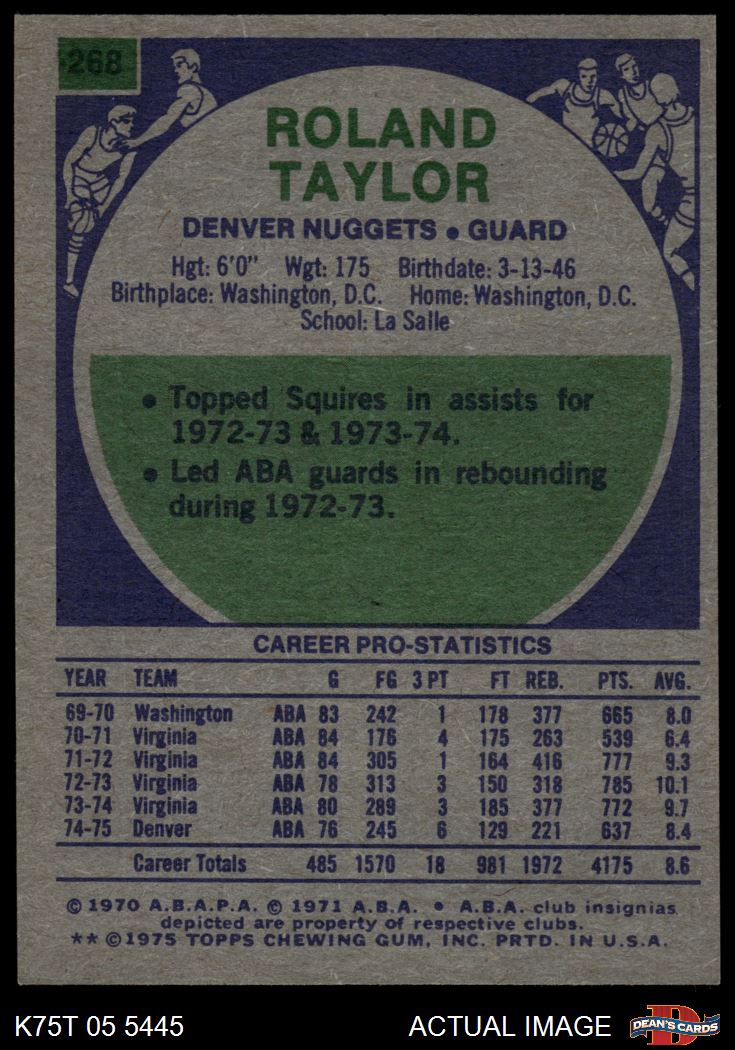 268
ROLAND
TAYLOR
DENVER NUGGETS • GUARD
Hgt: 6'0" Wgt: 175 Birthdate: 3-13-46
Birthplace: Washington, D.C. Home: Washington, D.C.
School: La Salle
• Topped Squires in assists for
1972-73 & 1973-74.
• Led ABA guards in rebounding
during 1972-73.
CAREER PRO-STATISTICS
YEAR TEAM G FG 3 PT FT REB. PTS. AVG.
69-70 Washington ABA 83 242 1 178 377 665 8.0
70-71 Virginia ABA 84 176 4 175 263 539 6.4
71-72 Virginia ABA 84 305 1 164 416 777 9.3
72-73 Virginia ABA 78 313 3 150 318 785 10.1
73-74 Virginia ABA 80 289 3 185 377 772 9.7
74-75 Denver ABA 76 245 6 129 221 637 8.4
Career Totals 485 1570 18 981 1972 4175 8.6
© 1970 A.B.A.P.A. © 1971 A.B.A. • A.B.A. club insignias
depicted are property of respective clubs.
** © 1975 TOPPS CHEWING GUM, INC. PRTD. IN U.S.A.
K75T 05 5445 ACTUAL IMAGE D DEAN'S CARDS